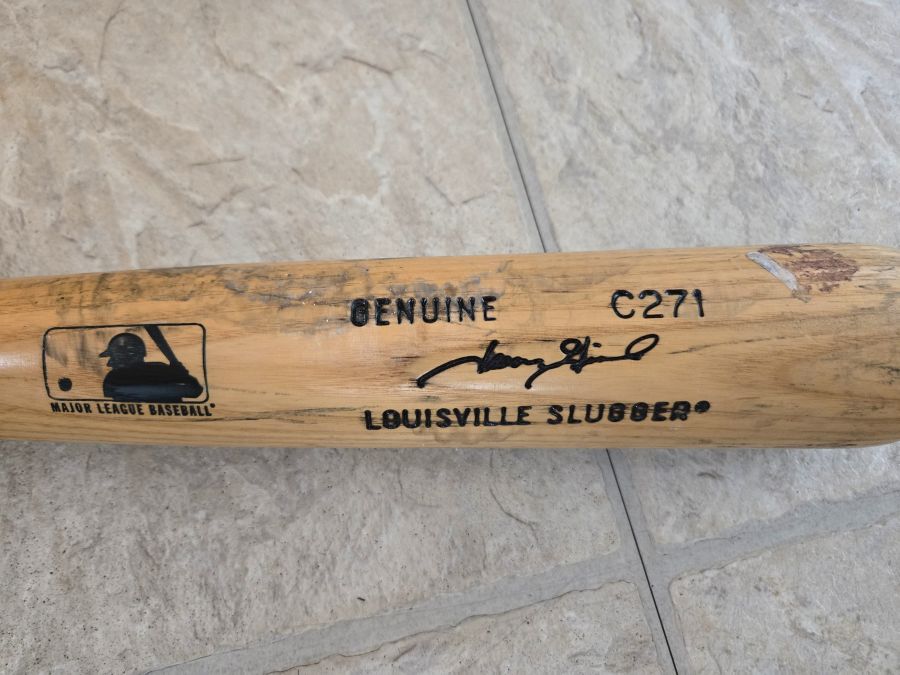 GENUINE C271
LOUISVILLE SLUGGER®
MAJOR LEAGUE BASEBALL®